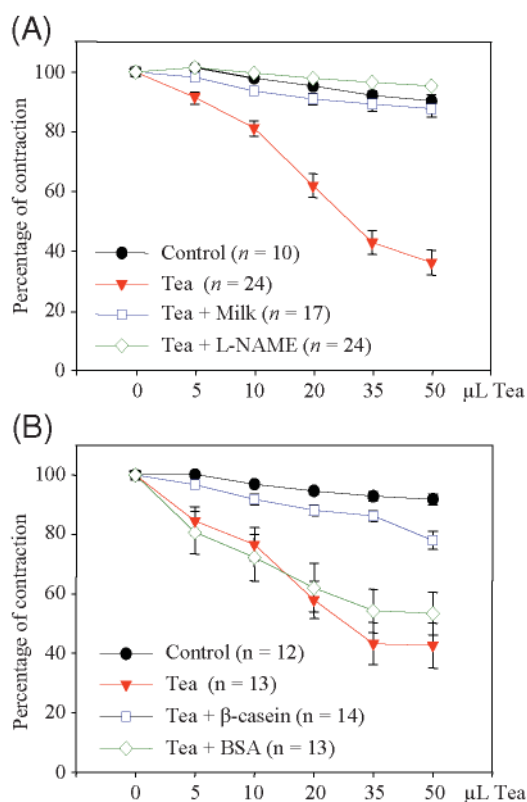 (A)
Percentage of contraction
100
80
60
40
20
0
Control (n = 10)
Tea (n = 24)
Tea + Milk (n = 17)
Tea + L-NAME (n = 24)
0 5 10 20 35 50 µL Tea
(B)
Percentage of contraction
100
80
60
40
20
0
Control (n = 12)
Tea (n = 13)
Tea + β-casein (n = 14)
Tea + BSA (n = 13)
0 5 10 20 35 50 µL Tea